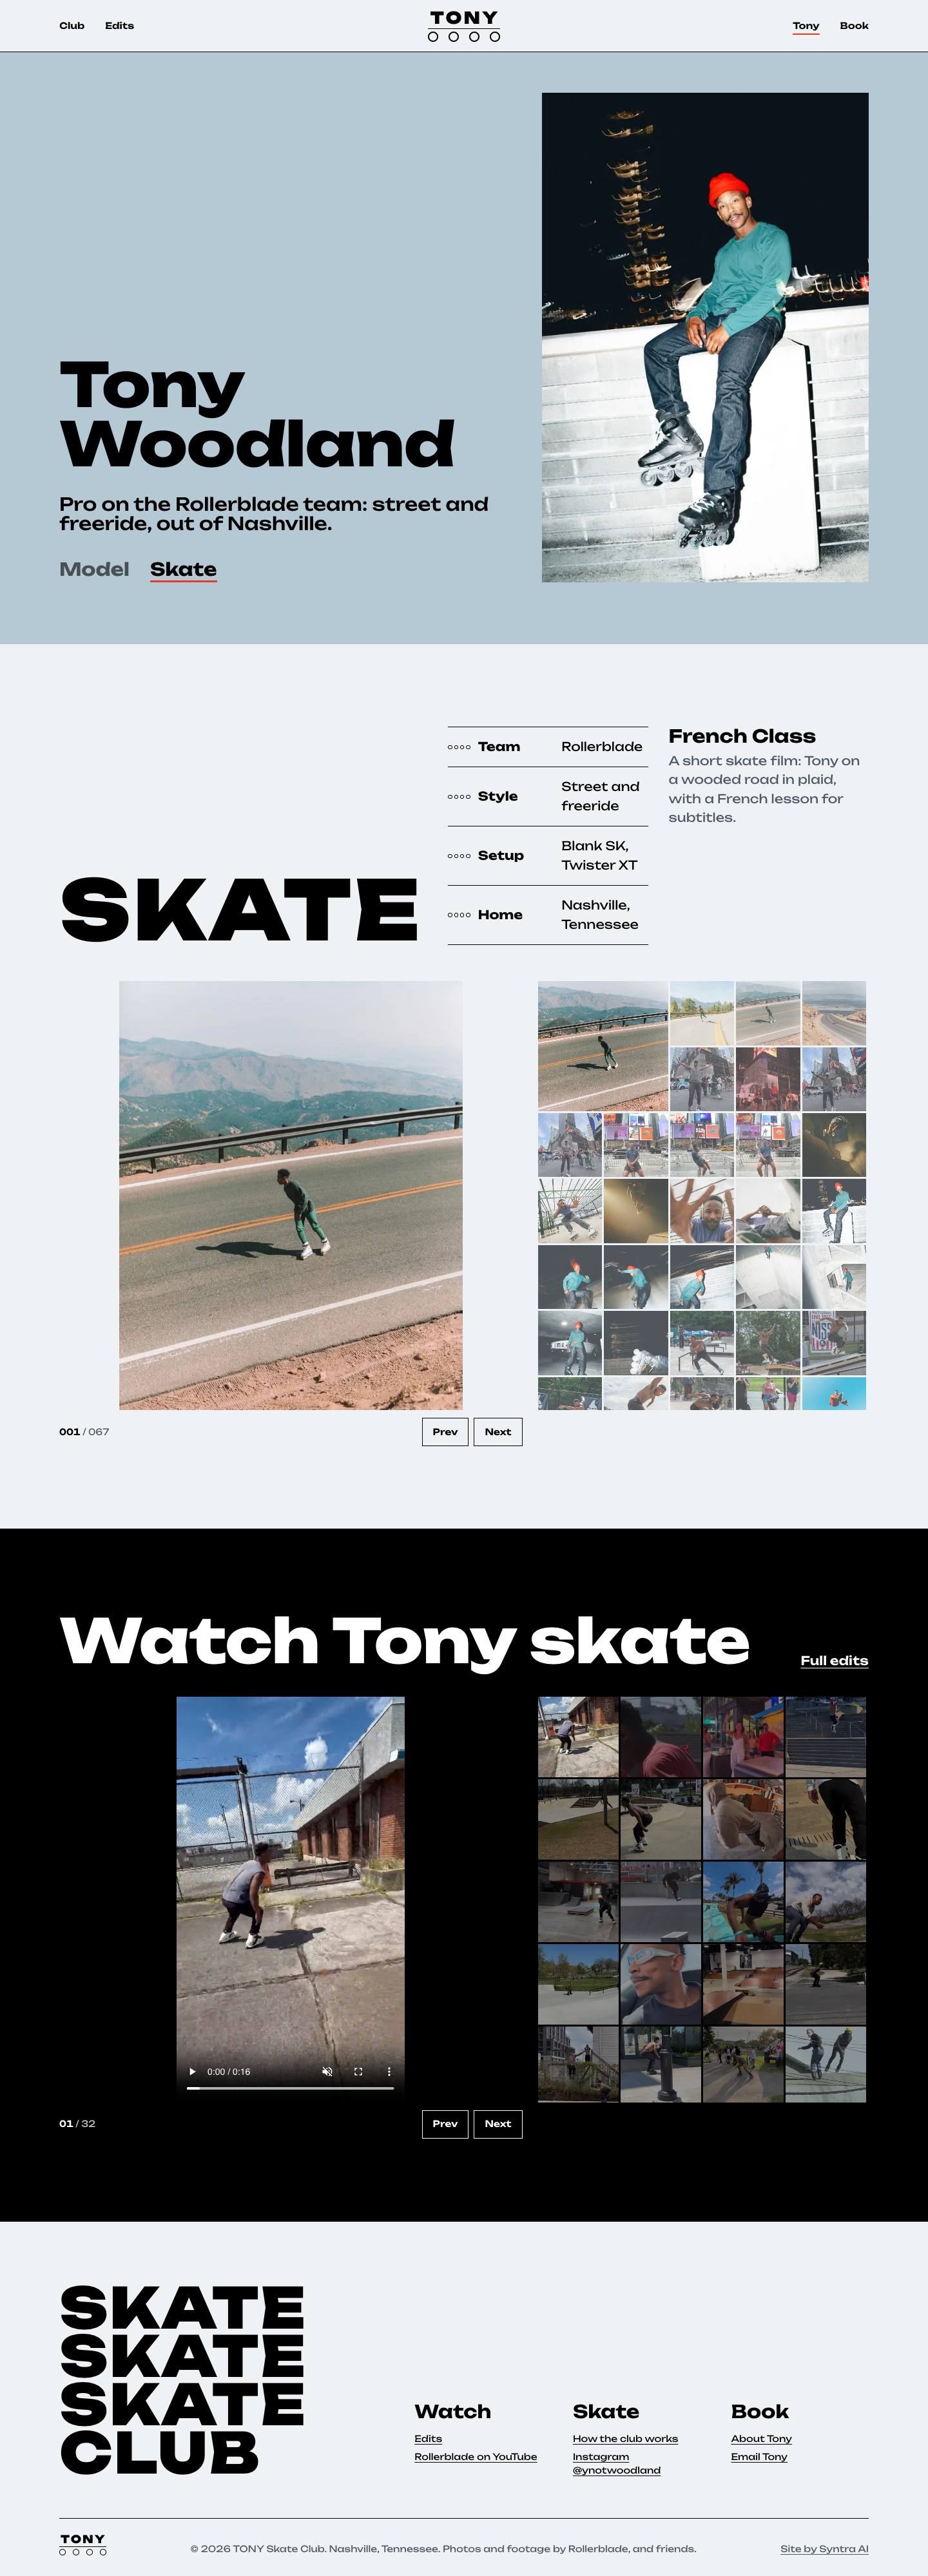 Club
Edits
TONY
Tony
Book
Tony
Woodland
Pro on the Rollerblade team: street and
freeride, out of Nashville.
Model
Skate
SKATE
Team
Rollerblade
Style
Street and
freeride
Setup
Blank SK,
Twister XT
Home
Nashville,
Tennessee
French Class
A short skate film: Tony on
a wooded road in plaid,
with a French lesson for
subtitles.
001 / 067
Prev
Next
Watch Tony skate
Full edits
0:00 / 0:16
01 / 32
Prev
Next
SKATE
SKATE
SKATE
CLUB
Watch
Edits
Rollerblade on YouTube
Skate
How the club works
Instagram
@ynotwoodland
Book
About Tony
Email Tony
TONY
© 2026 TONY Skate Club. Nashville, Tennessee. Photos and footage by Rollerblade, and friends.
Site by Syntra AI